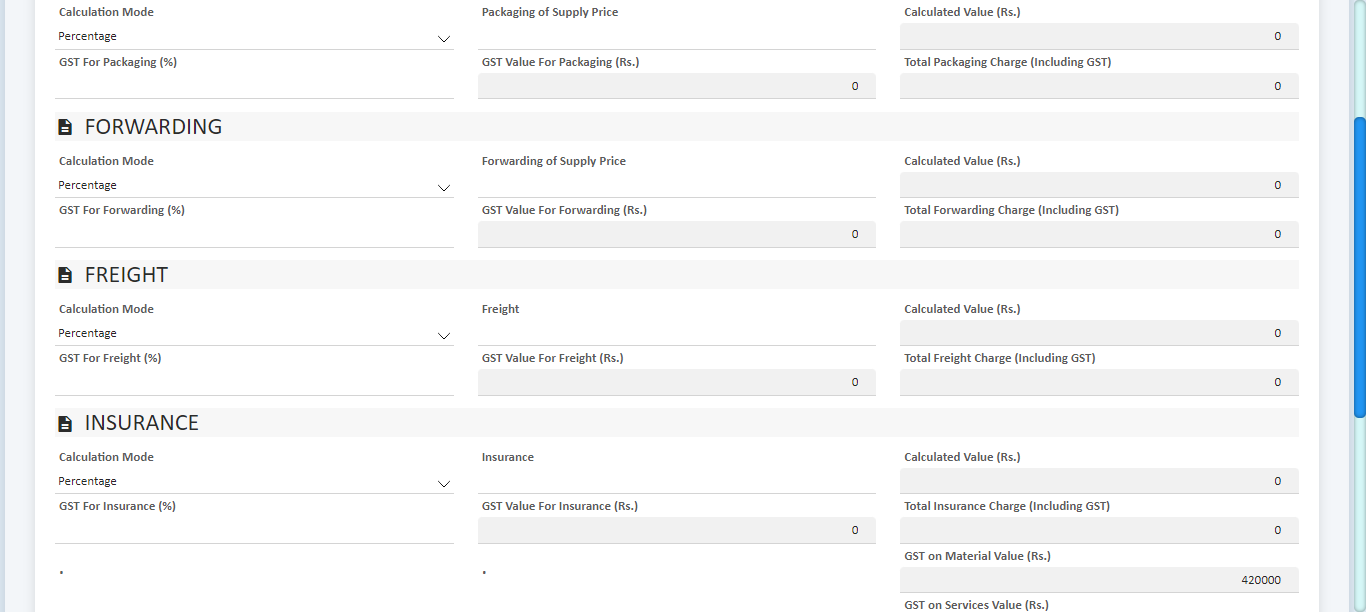 Calculation Mode Packaging of Supply Price Calculated Value (Rs.)
Percentage 0
GST For Packaging (%) GST Value For Packaging (Rs.) Total Packaging Charge (Including GST)
0 0
FORWARDING
Calculation Mode Forwarding of Supply Price Calculated Value (Rs.)
Percentage 0
GST For Forwarding (%) GST Value For Forwarding (Rs.) Total Forwarding Charge (Including GST)
0 0
FREIGHT
Calculation Mode Freight Calculated Value (Rs.)
Percentage 0
GST For Freight (%) GST Value For Freight (Rs.) Total Freight Charge (Including GST)
0 0
INSURANCE
Calculation Mode Insurance Calculated Value (Rs.)
Percentage 0
GST For Insurance (%) GST Value For Insurance (Rs.) Total Insurance Charge (Including GST)
0 0
GST on Material Value (Rs.)
. .
420000
GST on Services Value (Rs.)